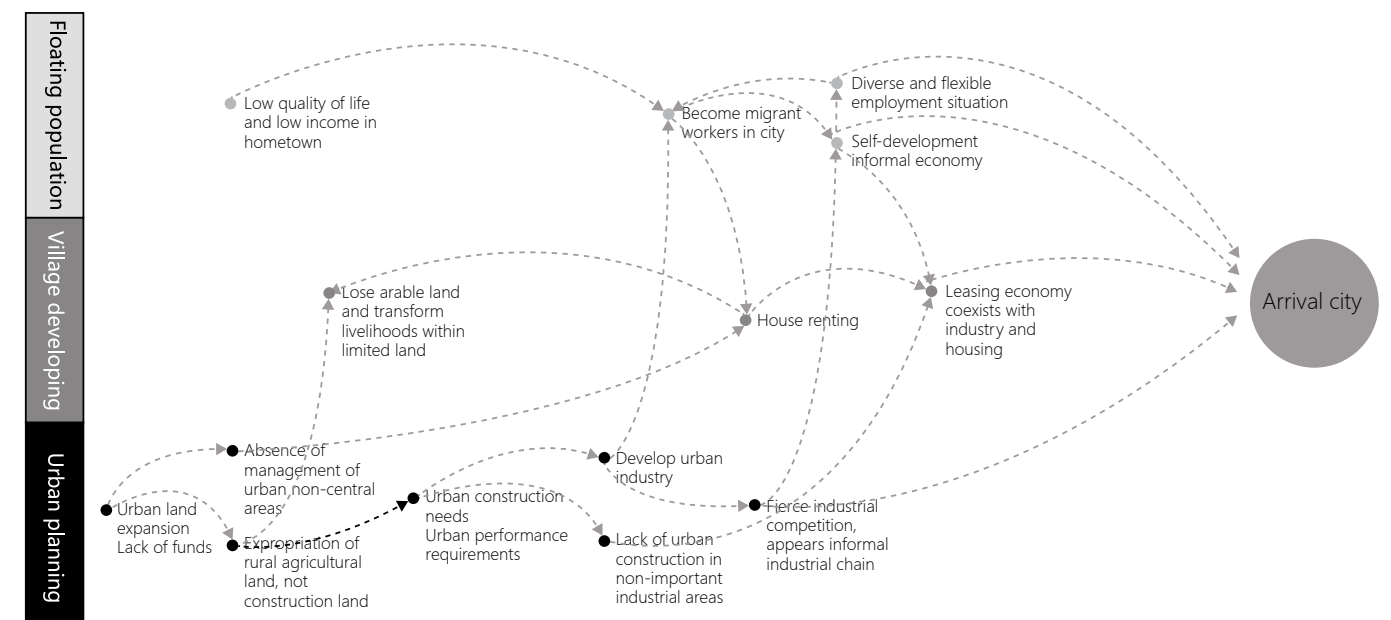 Floating population
Low quality of life
and low income in
hometown
Become migrant
workers in city
Diverse and flexible
employment situation
Self-development
informal economy
Village developing
Lose arable land
and transform
livelihoods within
limited land
House renting
Leasing economy
coexists with
industry and
housing
Arrival city
Urban planning
Urban land
expansion
Lack of funds
Absence of
management of
urban non-central
areas
Expropriation of
rural agricultural
land, not
construction land
Urban construction
needs
Urban performance
requirements
Develop urban
industry
Lack of urban
construction in
non-important
industrial areas
Fierce industrial
competition,
appears informal
industrial chain